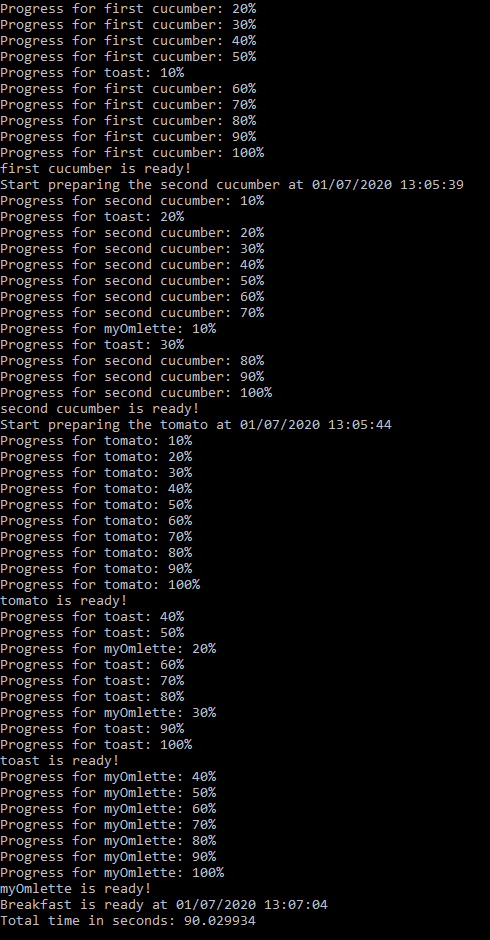 Progress for first cucumber: 20%
Progress for first cucumber: 30%
Progress for first cucumber: 40%
Progress for first cucumber: 50%
Progress for toast: 10%
Progress for first cucumber: 60%
Progress for first cucumber: 70%
Progress for first cucumber: 80%
Progress for first cucumber: 90%
Progress for first cucumber: 100%
first cucumber is ready!
Start preparing the second cucumber at 01/07/2020 13:05:39
Progress for second cucumber: 10%
Progress for toast: 20%
Progress for second cucumber: 20%
Progress for second cucumber: 30%
Progress for second cucumber: 40%
Progress for second cucumber: 50%
Progress for second cucumber: 60%
Progress for second cucumber: 70%
Progress for myOmlette: 10%
Progress for toast: 30%
Progress for second cucumber: 80%
Progress for second cucumber: 90%
Progress for second cucumber: 100%
second cucumber is ready!
Start preparing the tomato at 01/07/2020 13:05:44
Progress for tomato: 10%
Progress for tomato: 20%
Progress for tomato: 30%
Progress for tomato: 40%
Progress for tomato: 50%
Progress for tomato: 60%
Progress for tomato: 70%
Progress for tomato: 80%
Progress for tomato: 90%
Progress for tomato: 100%
tomato is ready!
Progress for toast: 40%
Progress for toast: 50%
Progress for myOmlette: 20%
Progress for toast: 60%
Progress for toast: 70%
Progress for toast: 80%
Progress for myOmlette: 30%
Progress for toast: 90%
Progress for toast: 100%
toast is ready!
Progress for myOmlette: 40%
Progress for myOmlette: 50%
Progress for myOmlette: 60%
Progress for myOmlette: 70%
Progress for myOmlette: 80%
Progress for myOmlette: 90%
Progress for myOmlette: 100%
myOmlette is ready!
Breakfast is ready at 01/07/2020 13:07:04
Total time in seconds: 90.029934